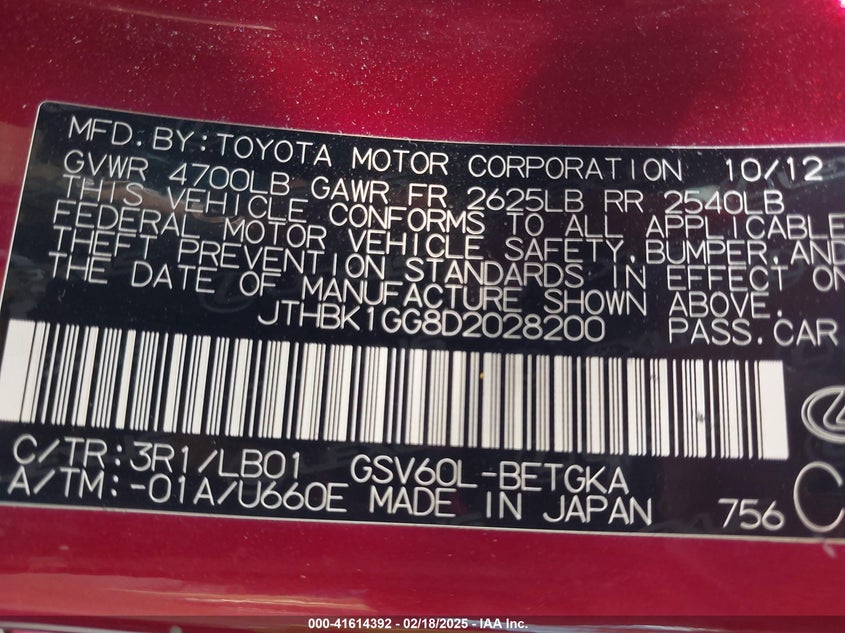 MFD. BY: TOYOTA MOTOR CORPORATION 10/12
GVWR 4700LB GAWR FR 2625LB RR 2540LB
THIS VEHICLE CONFORMS TO ALL APPLICABLE
FEDERAL MOTOR VEHICLE SAFETY, BUMPER, AND
THEFT PREVENTION STANDARDS IN EFFECT ON
THE DATE OF MANUFACTURE SHOWN ABOVE.
JTHBK1GG8D2028200 PASS. CAR
C/TR: 3R1/LB01 GSV60L-BETGKA
A/TM: -01A/U660E MADE IN JAPAN 756
000-41614392 - 02/18/2025 - IAA Inc.